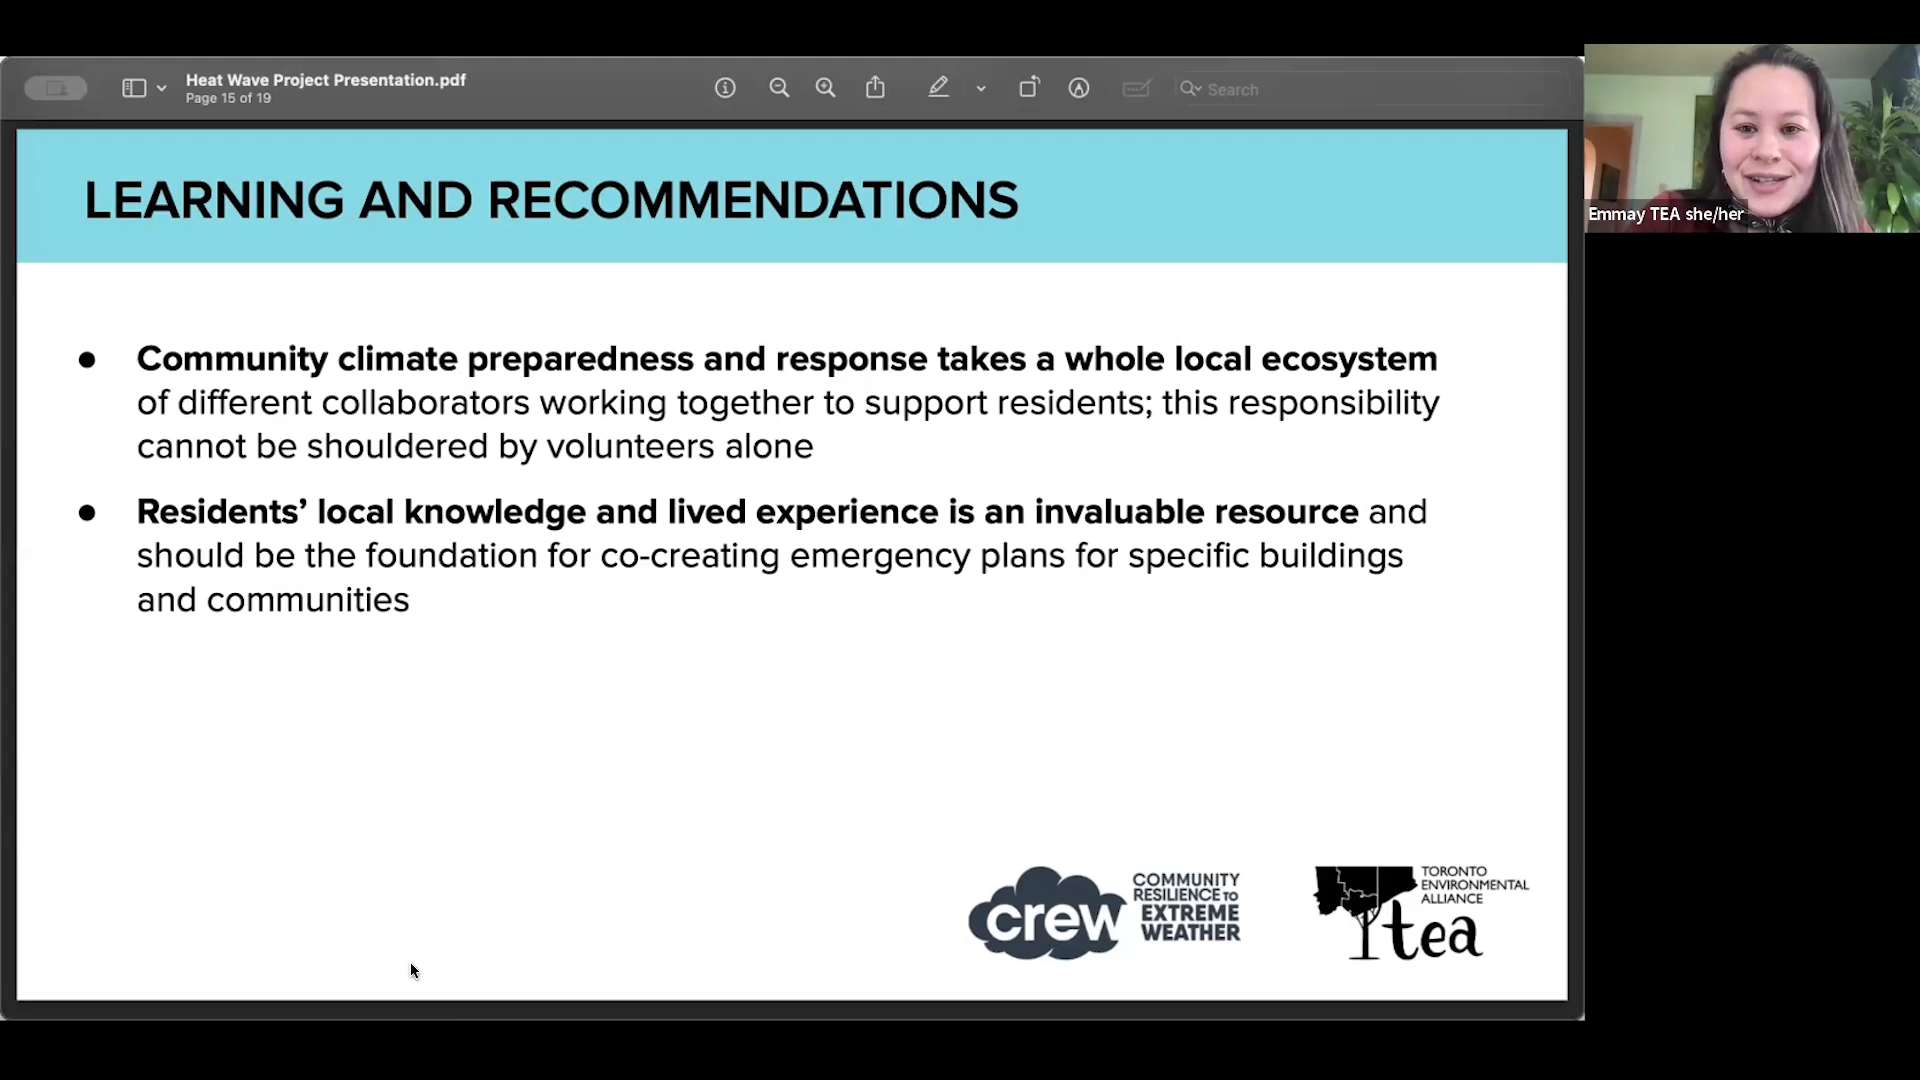 Heat Wave Project Presentation.pdf
Page 15 of 19
Search
Emmay TEA she/her
LEARNING AND RECOMMENDATIONS
● Community climate preparedness and response takes a whole local ecosystem
of different collaborators working together to support residents; this responsibility
cannot be shouldered by volunteers alone
● Residents’ local knowledge and lived experience is an invaluable resource and
should be the foundation for co-creating emergency plans for specific buildings
and communities
crew
COMMUNITY
RESILIENCE TO
EXTREME
WEATHER
TORONTO
ENVIRONMENTAL
ALLIANCE
tea